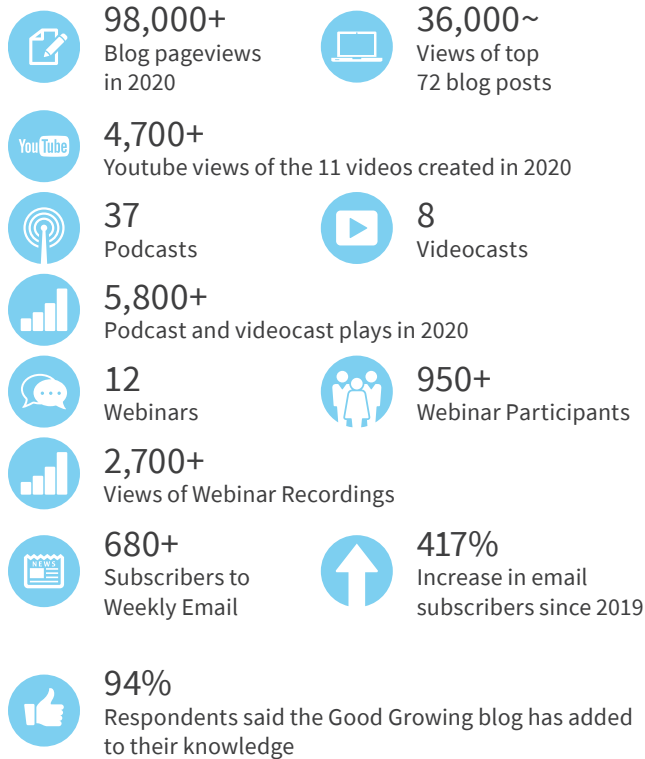 98,000+
Blog pageviews
in 2020
36,000~
Views of top
72 blog posts
YouTube
4,700+
Youtube views of the 11 videos created in 2020
37
Podcasts
8
Videocasts
5,800+
Podcast and videocast plays in 2020
12
Webinars
950+
Webinar Participants
2,700+
Views of Webinar Recordings
NEWS
680+
Subscribers to
Weekly Email
417%
Increase in email
subscribers since 2019
94%
Respondents said the Good Growing blog has added
to their knowledge